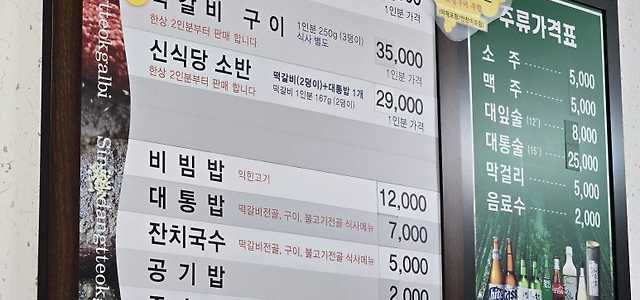 갈비 구이 1인분 250g (3덩이)
한상 2인분부터 판매 합니다 식사 별도
35,000
1인분 가격
신식당 소반 떡갈비(2덩이)+대통밥 1개
한상 2인분부터 판매 합니다 떡갈비 1인분 167g (2덩이)
29,000
1인분 가격
비빔밥 익힌고기 12,000
대통밥 떡갈비전골, 구이, 불고기전골 식사메뉴 7,000
잔치국수 떡갈비전골, 구이, 불고기전골 식사메뉴 5,000
공기밥 2,000
주류가격표
소주 5,000
맥주 5,000
대잎술 (12°) 8,000
대통술 (15°) 25,000
막걸리 5,000
음료수 2,000
tteokgalbi